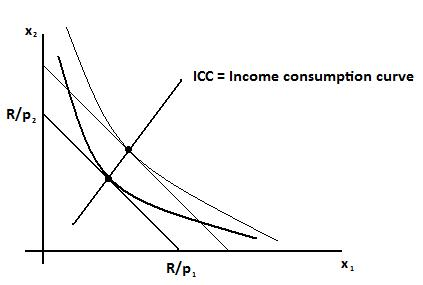 x₂
ICC = Income consumption curve
R/p₂
R/p₁
x₁